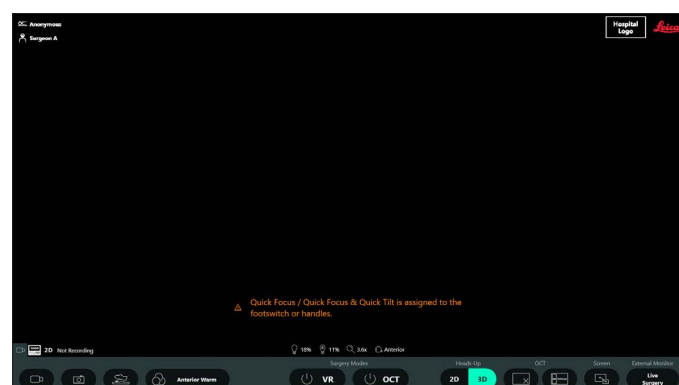 Anonymous
Surgeon A
Hospital
Logo
Leica
Quick Focus / Quick Focus & Quick Tilt is assigned to the
footswitch or handles.
2D Not Recording
18% 11% 3.6x Anterior
Surgery Modes Heads-Up OCT Screen External Monitor
Anterior Warm VR OCT 2D 3D Live
Surgery